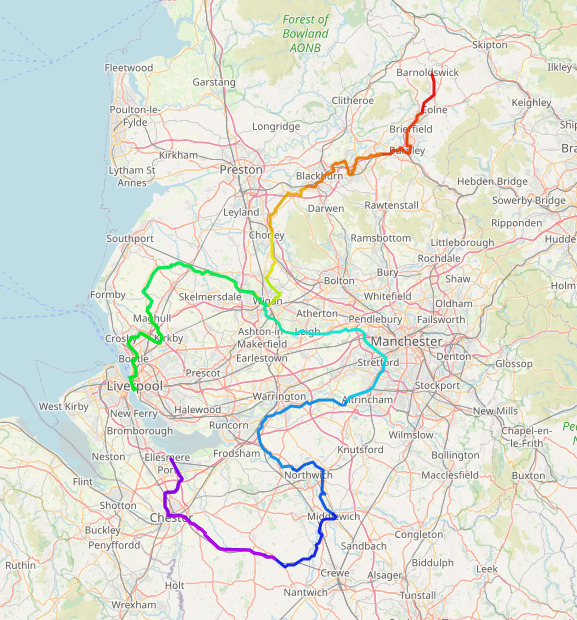 Forest of
Bowland
AONB
Skipton
Fleetwood
Barnoldswick
Ilkley
Garstang
Clitheroe
Keighley
Poulton-le-
Fylde
Colne
Longridge
Brierfield
Kirkham
Burnley
Preston
Blackburn
Lytham St
Annes
Hebden Bridge
Rawtenstall
Sowerby Bridge
Leyland
Darwen
Ripponden
Southport
Chorley
Ramsbottom
Littleborough
Rochdale
Bury
Shaw
Formby
Skelmersdale
Bolton
Wigan
Whitefield
Oldham
Maghull
Atherton
Pendlebury
Failsworth
Crosby
Kirkby
Ashton-in-
Makerfield
Leigh
Manchester
Bootle
Earlestown
Denton
Prescot
Stretford
Glossop
Liverpool
Stockport
West Kirby
Warrington
Altrincham
New Ferry
Halewood
New Mills
Bromborough
Runcorn
Wilmslow
Chapel-en-
le-Frith
Neston
Ellesmere
Port
Frodsham
Knutsford
Bollington
Flint
Northwich
Macclesfield
Buxton
Shotton
Chester
Middlewich
Buckley
Congleton
Penyffordd
Sandbach
Ruthin
Biddulph
Holt
Crewe
Alsager
Leek
Wrexham
Nantwich
Tunstall